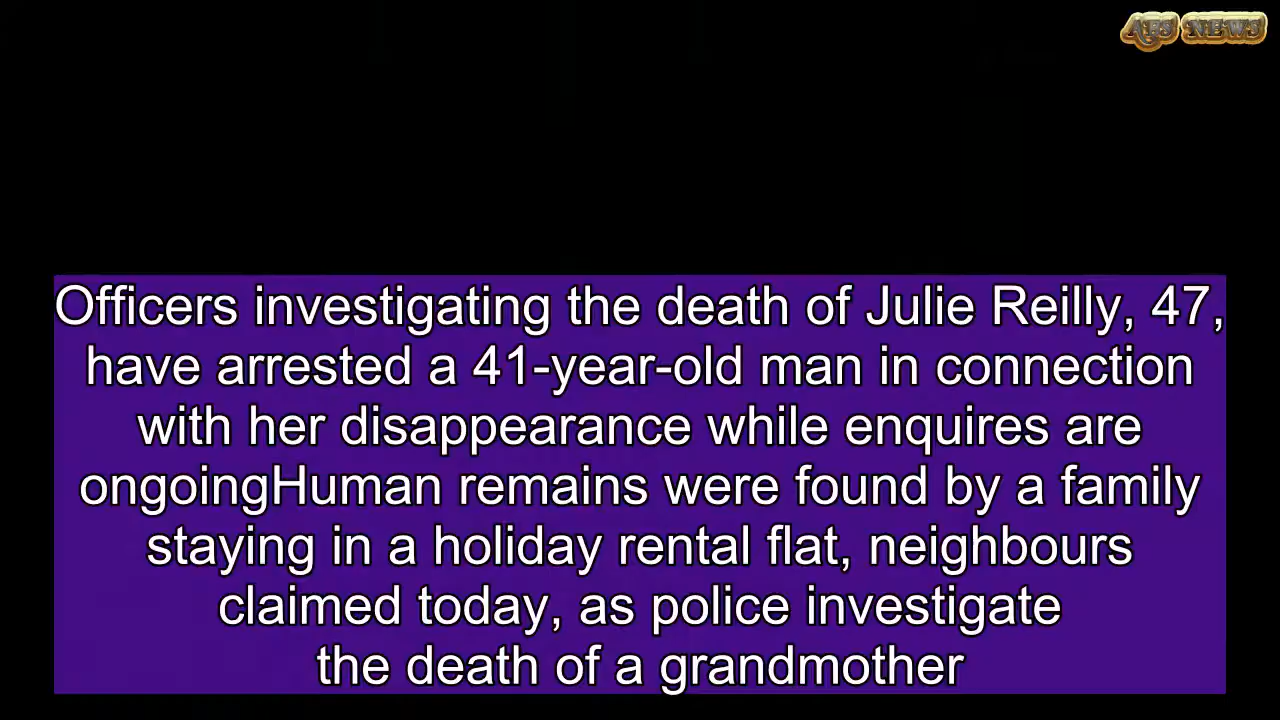 ABS NEWS
Officers investigating the death of Julie Reilly, 47,
have arrested a 41-year-old man in connection
with her disappearance while enquires are
ongoingHuman remains were found by a family
staying in a holiday rental flat, neighbours
claimed today, as police investigate
the death of a grandmother